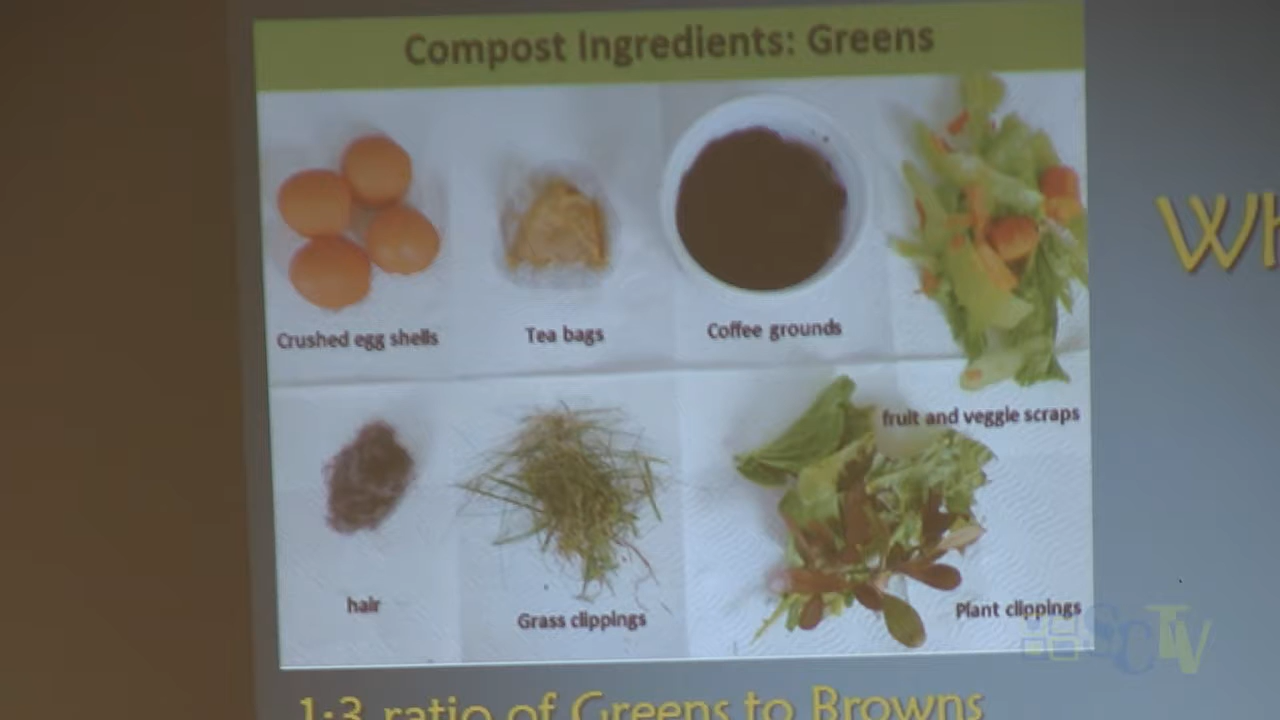 Compost Ingredients: Greens
Crushed egg shells
Tea bags
Coffee grounds
fruit and veggie scraps
hair
Grass clippings
Plant clippings
SCTV
1:3 ratio of Greens to Browns